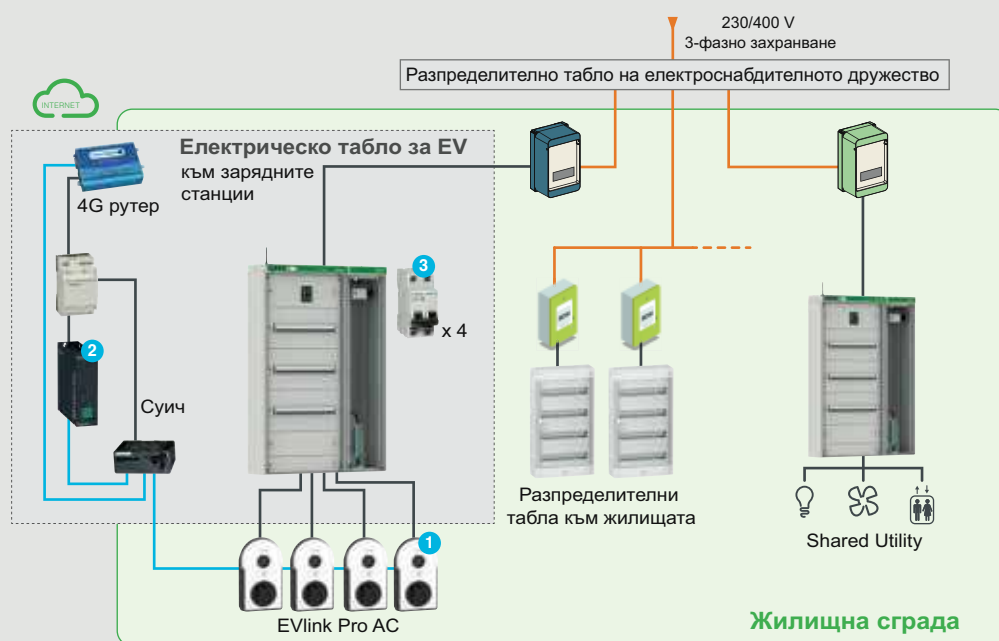 230/400 V
3-фазно захранване
Разпределително табло на електроснабдителното дружество
INTERNET
Електрическо табло за EV
към зарядните
станции
4G рутер
3
x 4
2
Суич
Разпределителни
табла към жилищата
Shared Utility
1
EVlink Pro AC
Жилищна сграда